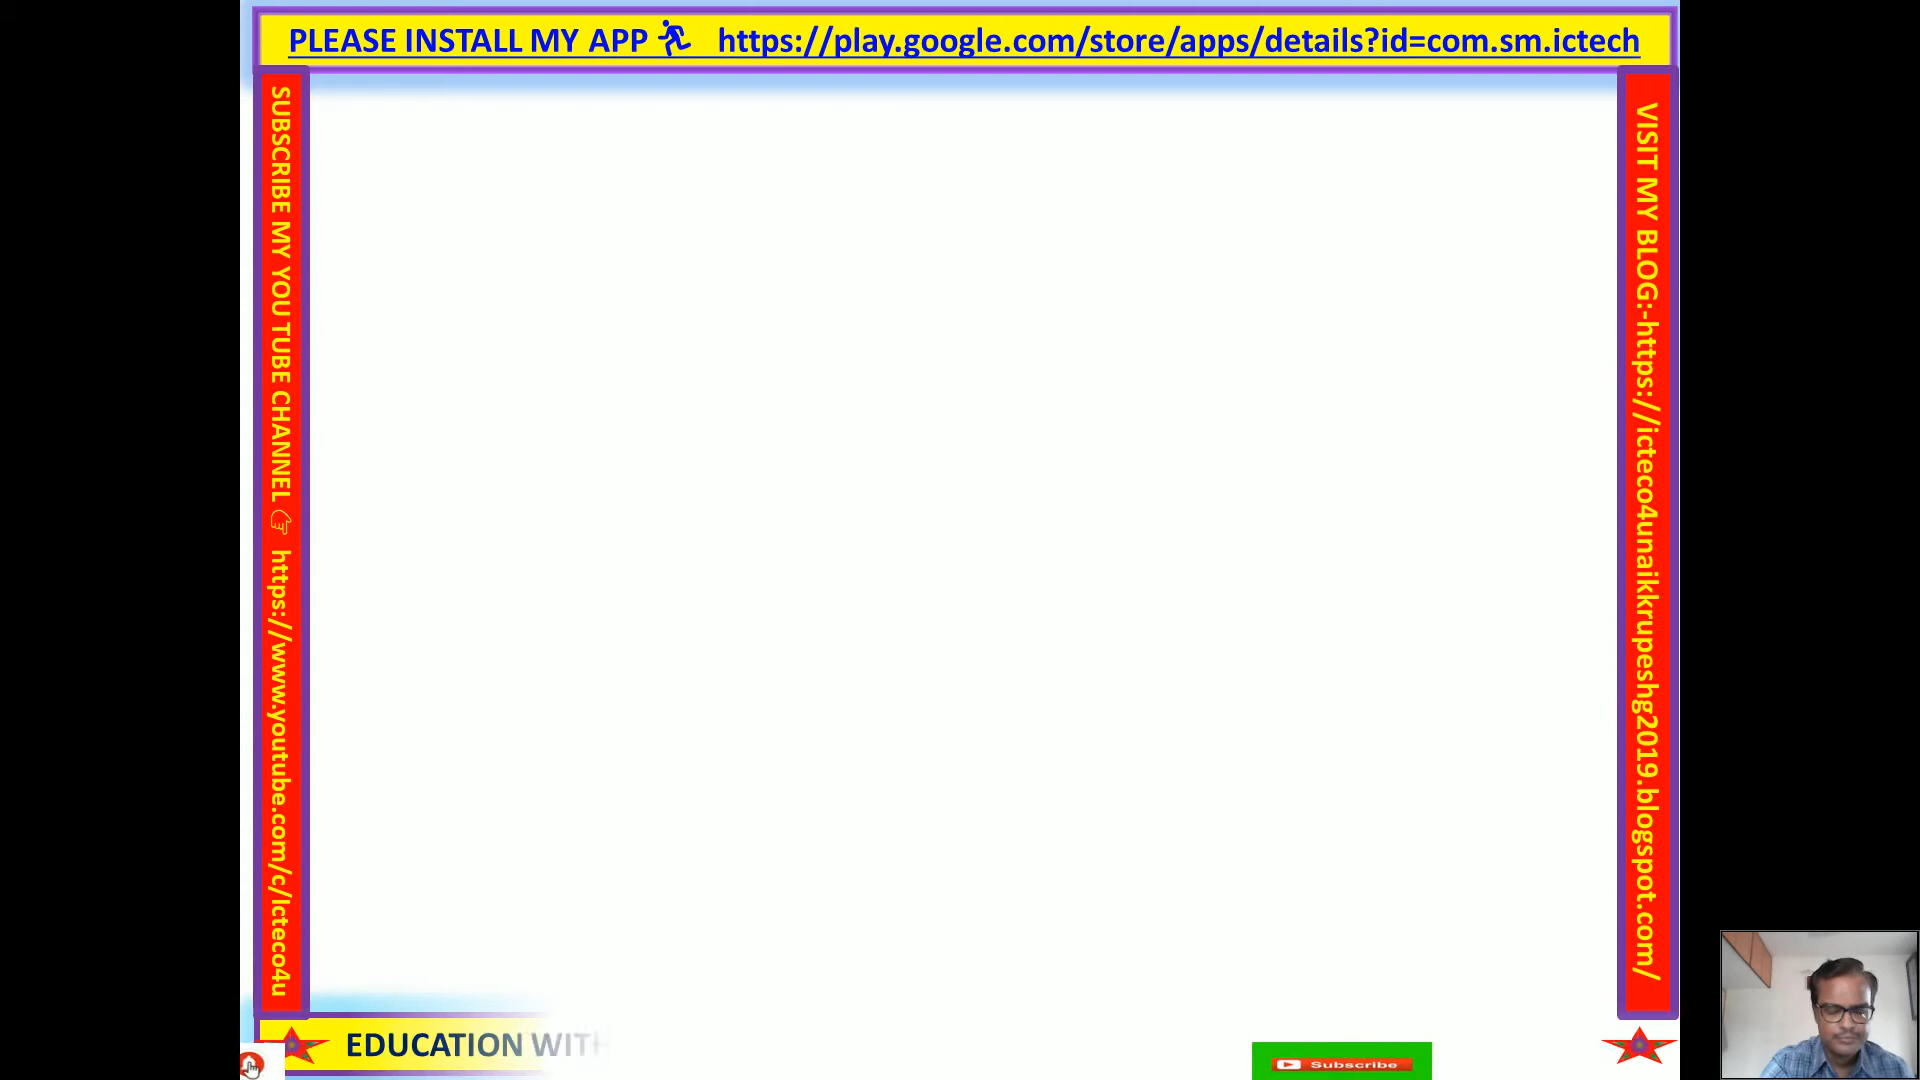 PLEASE INSTALL MY APP https://play.google.com/store/apps/details?id=com.sm.ictech
SUBSCRIBE MY YOU TUBE CHANNEL https://www.youtube.com/c/Icteco4u
VISIT MY BLOG:-https://icteco4unaikkrupeshg2019.blogspot.com/
EDUCATION WITH
Subscribe